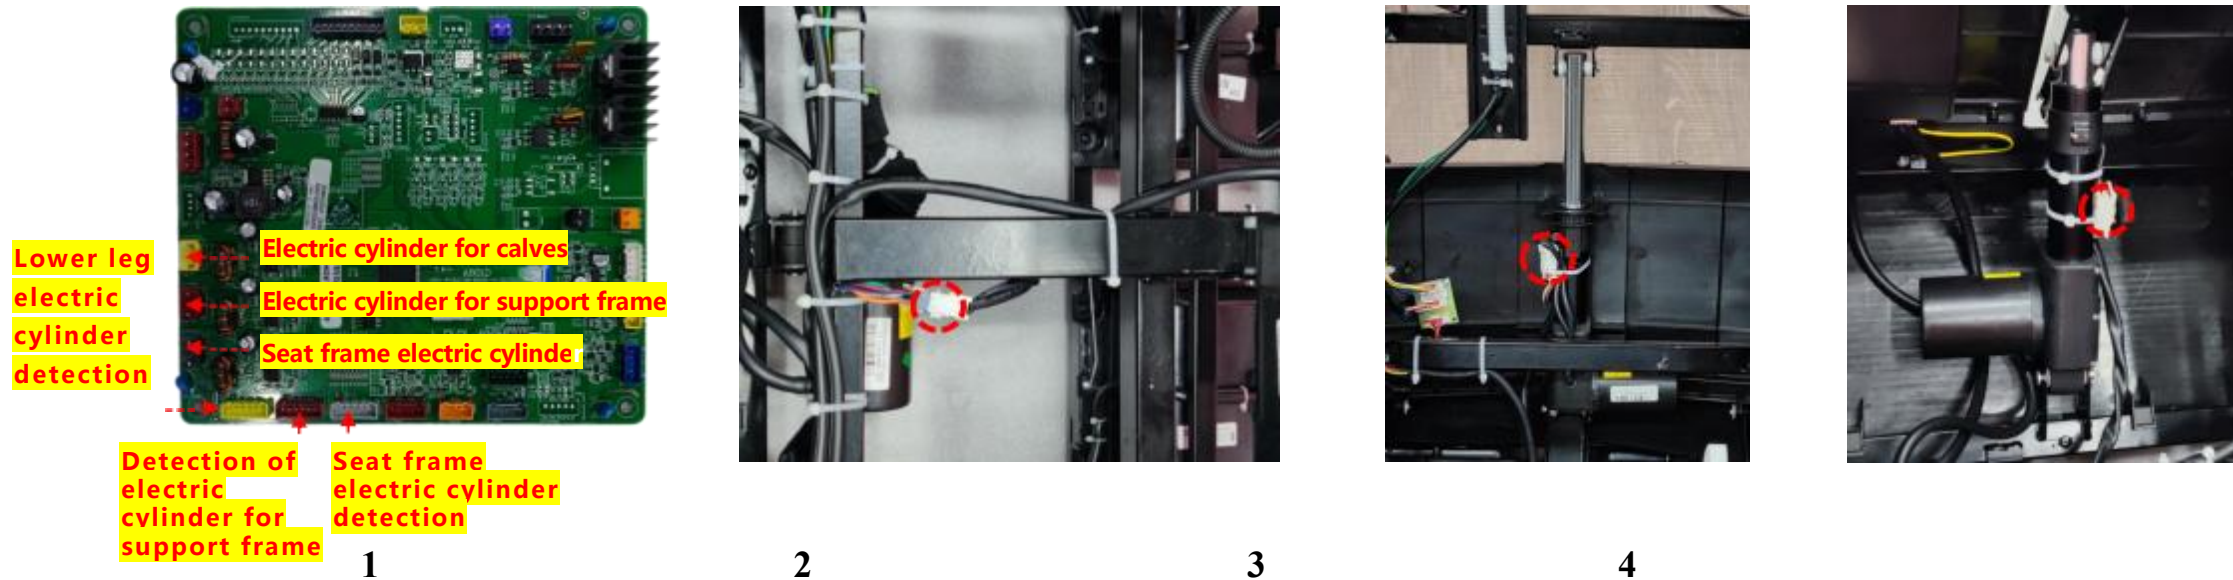 Lower leg
electric
cylinder
detection
Electric cylinder for calves
Electric cylinder for support frame
Seat frame electric cylinder
Detection of
electric
cylinder for
support frame
Seat frame
electric cylinder
detection
1
2
3
4